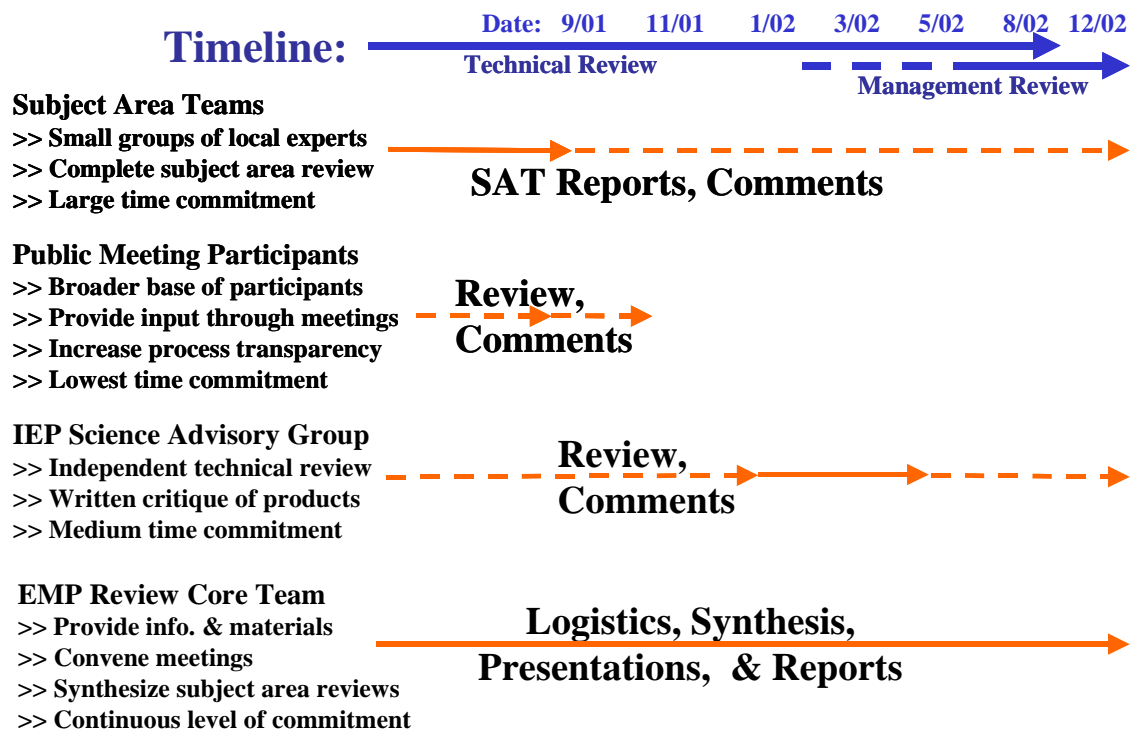 Date: 9/01 11/01 1/02 3/02 5/02 8/02 12/02
Timeline:
Technical Review
Management Review
Subject Area Teams
>> Small groups of local experts
>> Complete subject area review
>> Large time commitment
SAT Reports, Comments
Public Meeting Participants
>> Broader base of participants
>> Provide input through meetings
>> Increase process transparency
>> Lowest time commitment
Review,
Comments
IEP Science Advisory Group
>> Independent technical review
>> Written critique of products
>> Medium time commitment
Review,
Comments
EMP Review Core Team
>> Provide info. & materials
>> Convene meetings
>> Synthesize subject area reviews
>> Continuous level of commitment
Logistics, Synthesis,
Presentations, & Reports